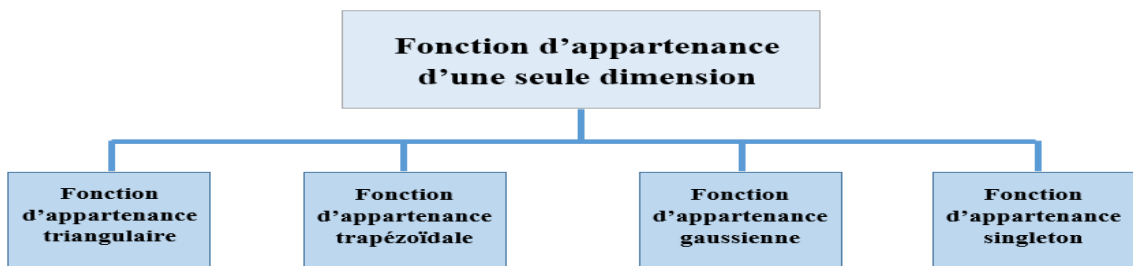 Fonction d’appartenance
d’une seule dimension
Fonction
d’appartenance
triangulaire
Fonction
d’appartenance
trapézoïdale
Fonction
d’appartenance
gaussienne
Fonction
d’appartenance
singleton